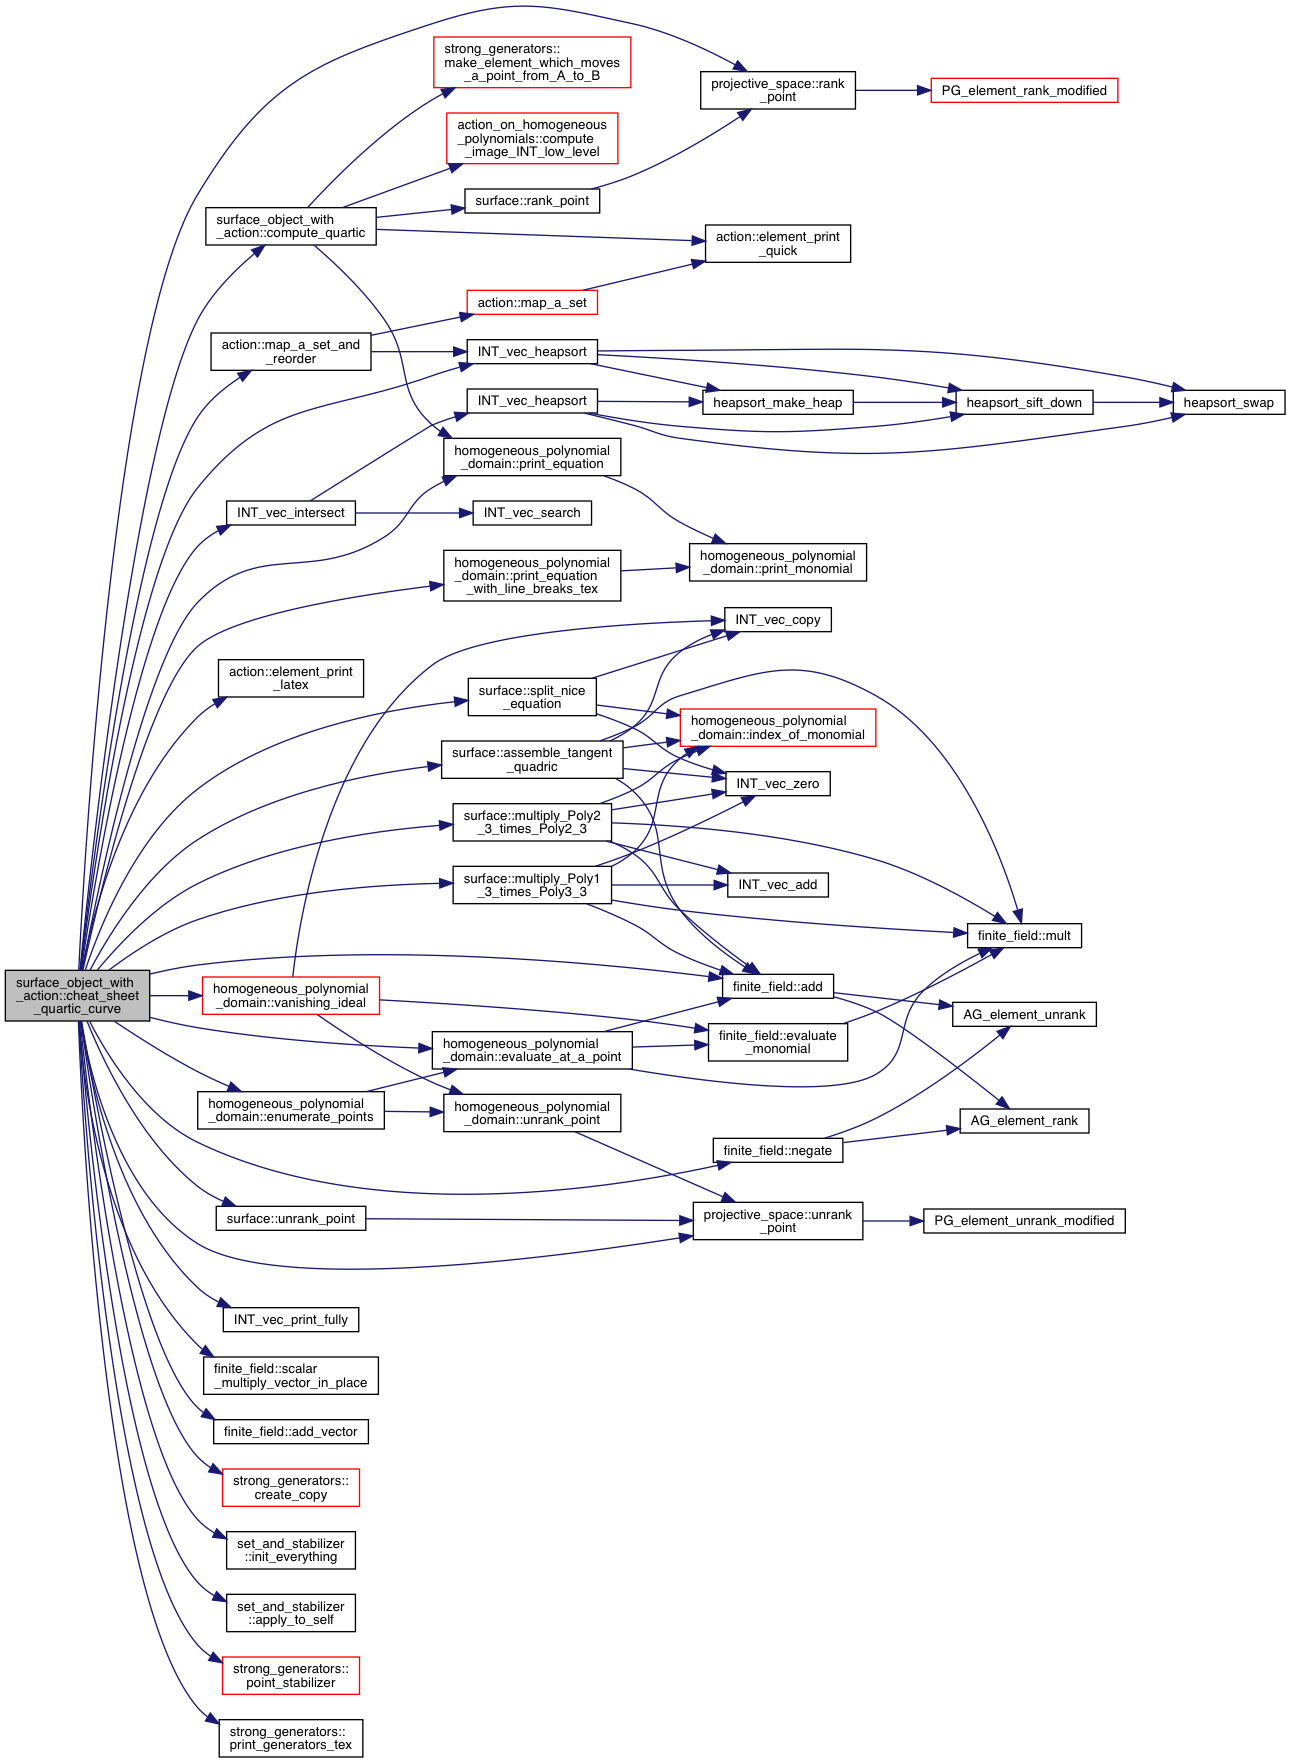 strong_generators::
make_element_which_moves
_a_point_from_A_to_B
projective_space::rank
_point
PG_element_rank_modified
action_on_homogeneous
_polynomials::compute
_image_INT_low_level
surface::rank_point
surface_object_with
_action::compute_quartic
action::element_print
_quick
action::map_a_set
action::map_a_set_and
_reorder
INT_vec_heapsort
INT_vec_heapsort
heapsort_make_heap
heapsort_sift_down
heapsort_swap
homogeneous_polynomial
_domain::print_equation
INT_vec_intersect
INT_vec_search
homogeneous_polynomial
_domain::print_monomial
homogeneous_polynomial
_domain::print_equation
_with_line_breaks_tex
INT_vec_copy
action::element_print
_latex
surface::split_nice
_equation
homogeneous_polynomial
_domain::index_of_monomial
surface::assemble_tangent
_quadric
INT_vec_zero
surface::multiply_Poly2
_3_times_Poly2_3
surface::multiply_Poly1
_3_times_Poly3_3
INT_vec_add
finite_field::mult
surface_object_with
_action::cheat_sheet
_quartic_curve
homogeneous_polynomial
_domain::vanishing_ideal
finite_field::add
AG_element_unrank
homogeneous_polynomial
_domain::evaluate_at_a_point
finite_field::evaluate
_monomial
homogeneous_polynomial
_domain::enumerate_points
homogeneous_polynomial
_domain::unrank_point
AG_element_rank
finite_field::negate
surface::unrank_point
projective_space::unrank
_point
PG_element_unrank_modified
INT_vec_print_fully
finite_field::scalar
_multiply_vector_in_place
finite_field::add_vector
strong_generators::
create_copy
set_and_stabilizer
::init_everything
set_and_stabilizer
::apply_to_self
strong_generators::
point_stabilizer
strong_generators::
print_generators_tex